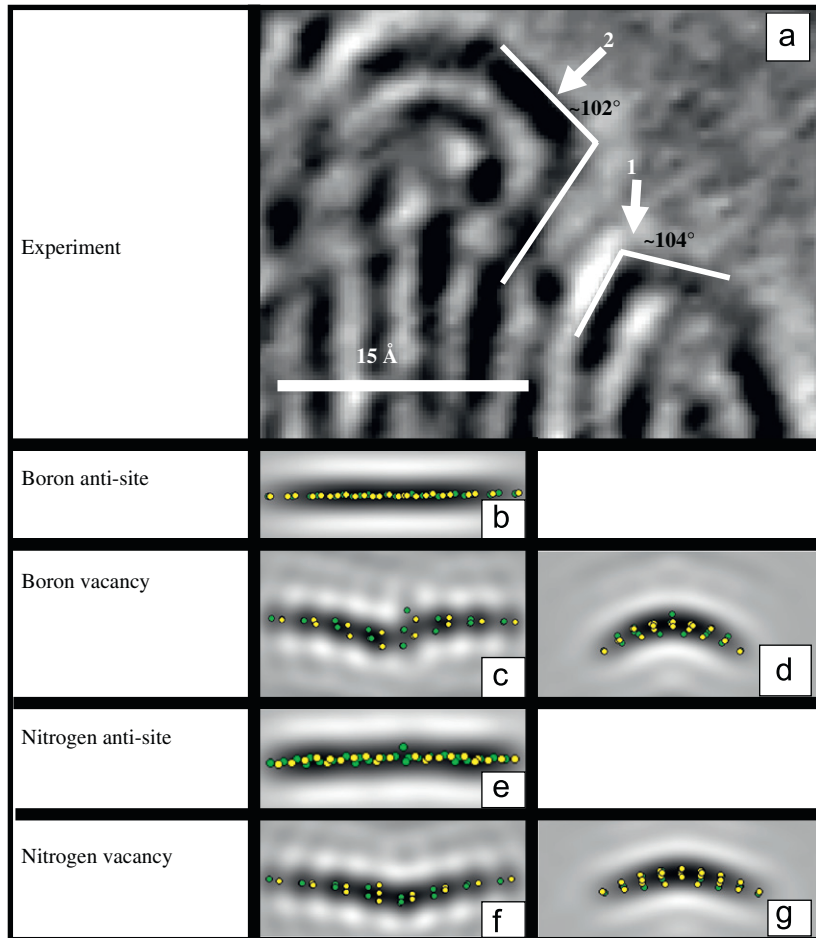 a
2
~102°
1
~104°
Experiment
15 Å
Boron anti-site
b
Boron vacancy
c
d
Nitrogen anti-site
e
Nitrogen vacancy
f
g